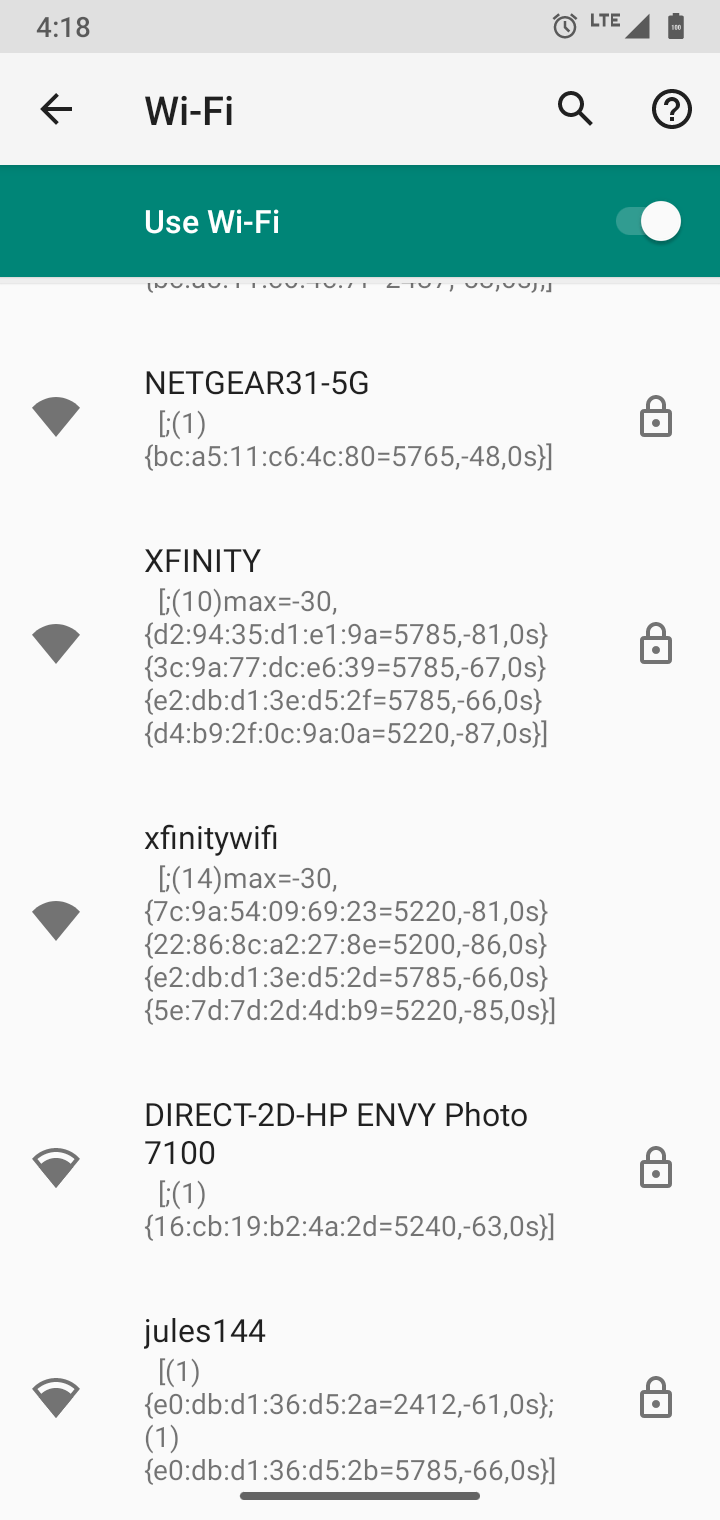 4:18
LTE
100
Wi-Fi
Use Wi-Fi
NETGEAR31-5G
[;(1)
{bc:a5:11:c6:4c:80=5765,-48,0s}]
XFINITY
[;(10)max=-30,
{d2:94:35:d1:e1:9a=5785,-81,0s}
{3c:9a:77:dc:e6:39=5785,-67,0s}
{e2:db:d1:3e:d5:2f=5785,-66,0s}
{d4:b9:2f:0c:9a:0a=5220,-87,0s}]
xfinitywifi
[;(14)max=-30,
{7c:9a:54:09:69:23=5220,-81,0s}
{22:86:8c:a2:27:8e=5200,-86,0s}
{e2:db:d1:3e:d5:2d=5785,-66,0s}
{5e:7d:7d:2d:4d:b9=5220,-85,0s}]
DIRECT-2D-HP ENVY Photo
7100
[;(1)
{16:cb:19:b2:4a:2d=5240,-63,0s}]
jules144
[(1)
{e0:db:d1:36:d5:2a=2412,-61,0s};
(1)
{e0:db:d1:36:d5:2b=5785,-66,0s}]